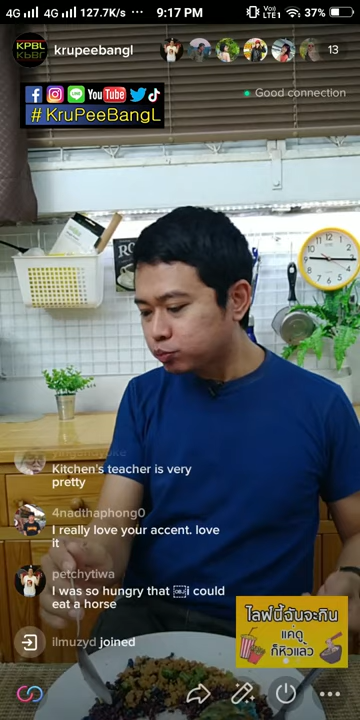 4G 4G 127.7K/s ... 9:17 PM Vo) LTE1 37%
KPBL krupeebangl 13
Good connection
You Tube
# KruPeeBangL
Kitchen's teacher is very
pretty
4nadthaphong0
I really love your accent. love
it
petchytiwa
I was so hungry that OBJ i could
eat a horse
ilmuzyd joined
ไลฟ์นี้ฉันจะกิน
แค่ดู
ก็หิวแล้ว